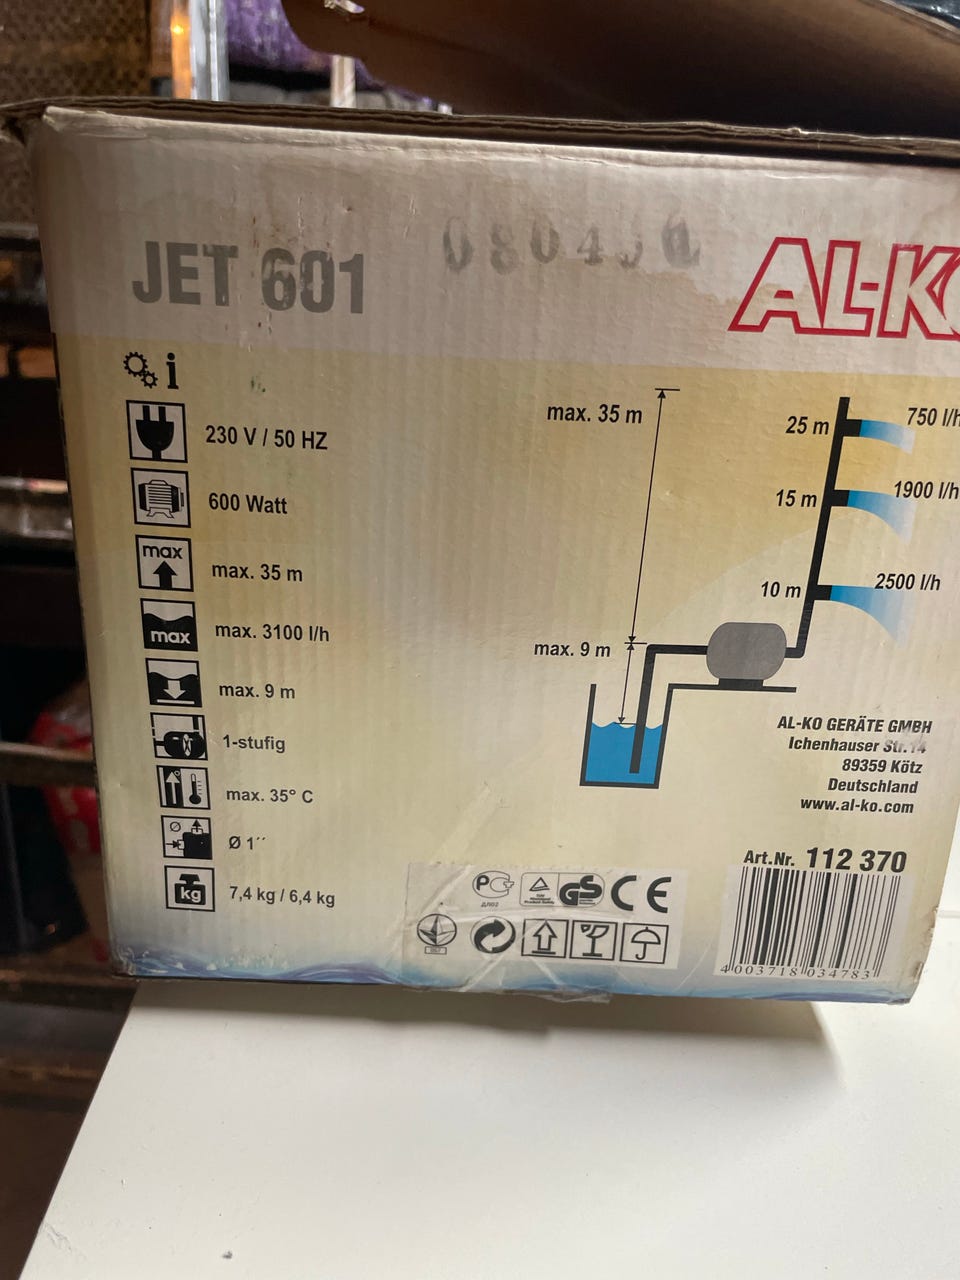 JET 601
AL-KO
i
230 V / 50 HZ
600 Watt
max
max. 35 m
max
max. 3100 l/h
max. 9 m
1-stufig
max. 35° C
Ø
Ø 1´´
kg
7,4 kg / 6,4 kg
max. 35 m
25 m
750 l/h
15 m
1900 l/h
10 m
2500 l/h
max. 9 m
AL-KO GERÄTE GMBH
Ichenhauser Str.14
89359 Kötz
Deutschland
www.al-ko.com
Art.Nr. 112 370
4 003718 034783
GS
CE